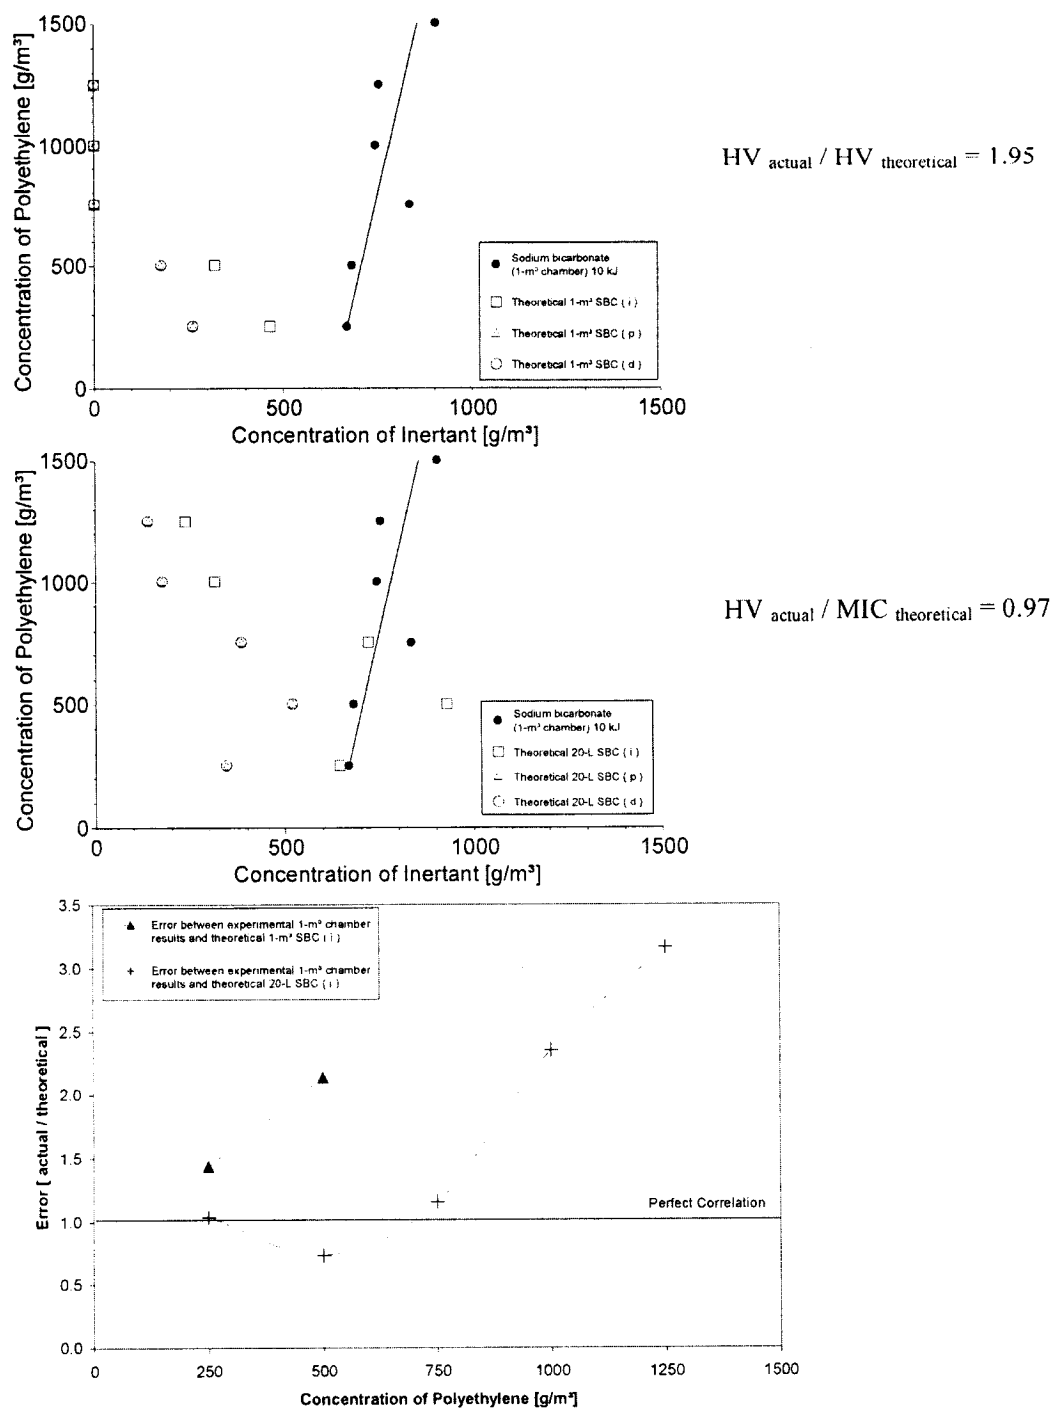 1500
1000
500
0
Concentration of Polyethylene [g/m³]
HV actual / HV theoretical = 1.95
Sodium bicarbonate
(1-m³ chamber) 10 kJ
Theoretical 1-m³ SBC ( i )
Theoretical 1-m³ SBC ( p )
Theoretical 1-m³ SBC ( d )
0 500 1000 1500
Concentration of Inertant [g/m³]
1500
1000
500
0
Concentration of Polyethylene [g/m³]
HV actual / MIC theoretical = 0.97
Sodium bicarbonate
(1-m³ chamber) 10 kJ
Theoretical 20-L SBC ( i )
Theoretical 20-L SBC ( p )
Theoretical 20-L SBC ( d )
0 500 1000 1500
Concentration of Inertant [g/m³]
3.5
3.0
2.5
2.0
1.5
1.0
0.5
0.0
Error [ actual / theoretical ]
Error between experimental 1-m³ chamber
results and theoretical 1-m³ SBC ( i )
Error between experimental 1-m³ chamber
results and theoretical 20-L SBC ( i )
Perfect Correlation
0 250 500 750 1000 1250 1500
Concentration of Polyethylene [g/m³]